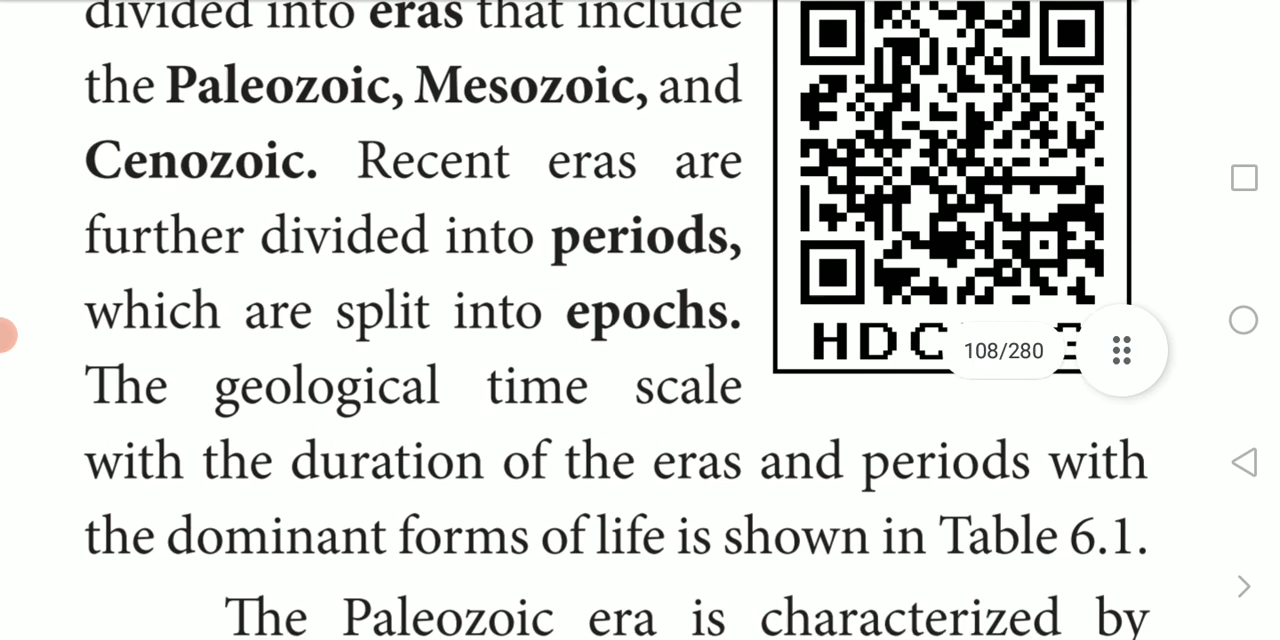 divided into eras that include
the Paleozoic, Mesozoic, and
Cenozoic. Recent eras are
further divided into periods,
which are split into epochs.
The geological time scale
with the duration of the eras and periods with
the dominant forms of life is shown in Table 6.1.
The Paleozoic era is characterized by
HDC
108/280